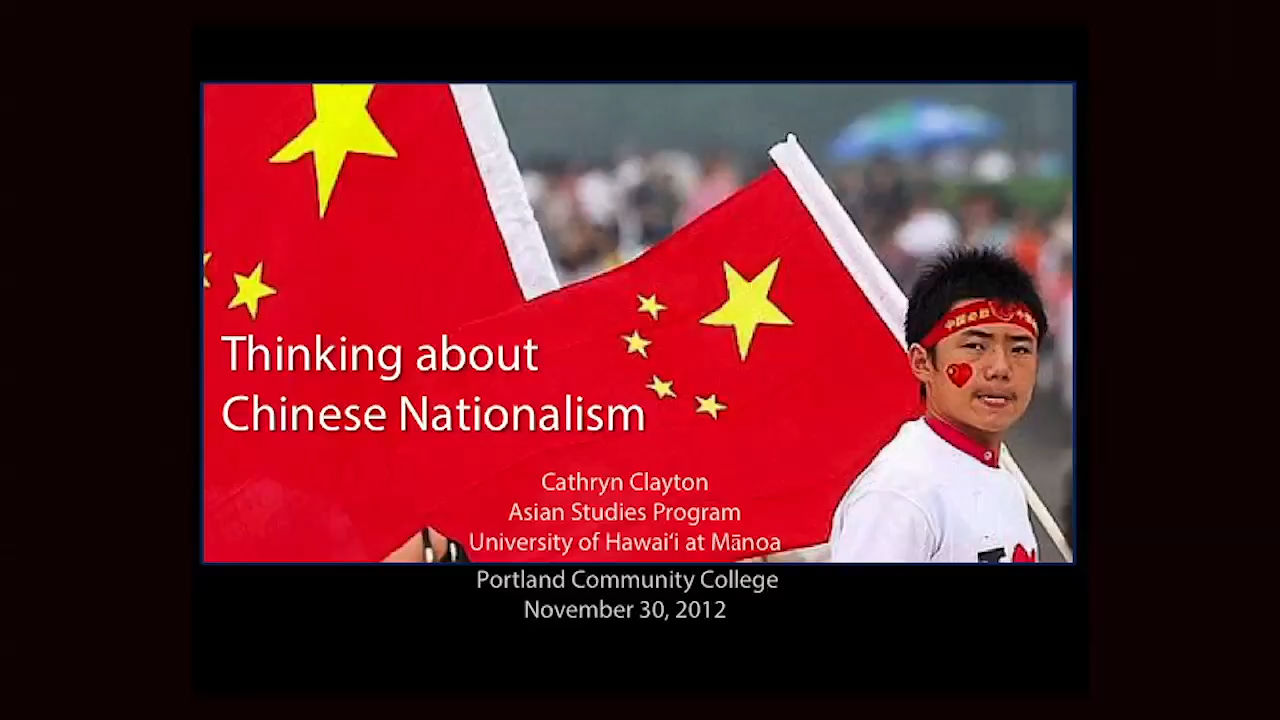 Thinking about
Chinese Nationalism
Cathryn Clayton
Asian Studies Program
University of Hawaiʻi at Mānoa
Portland Community College
November 30, 2012